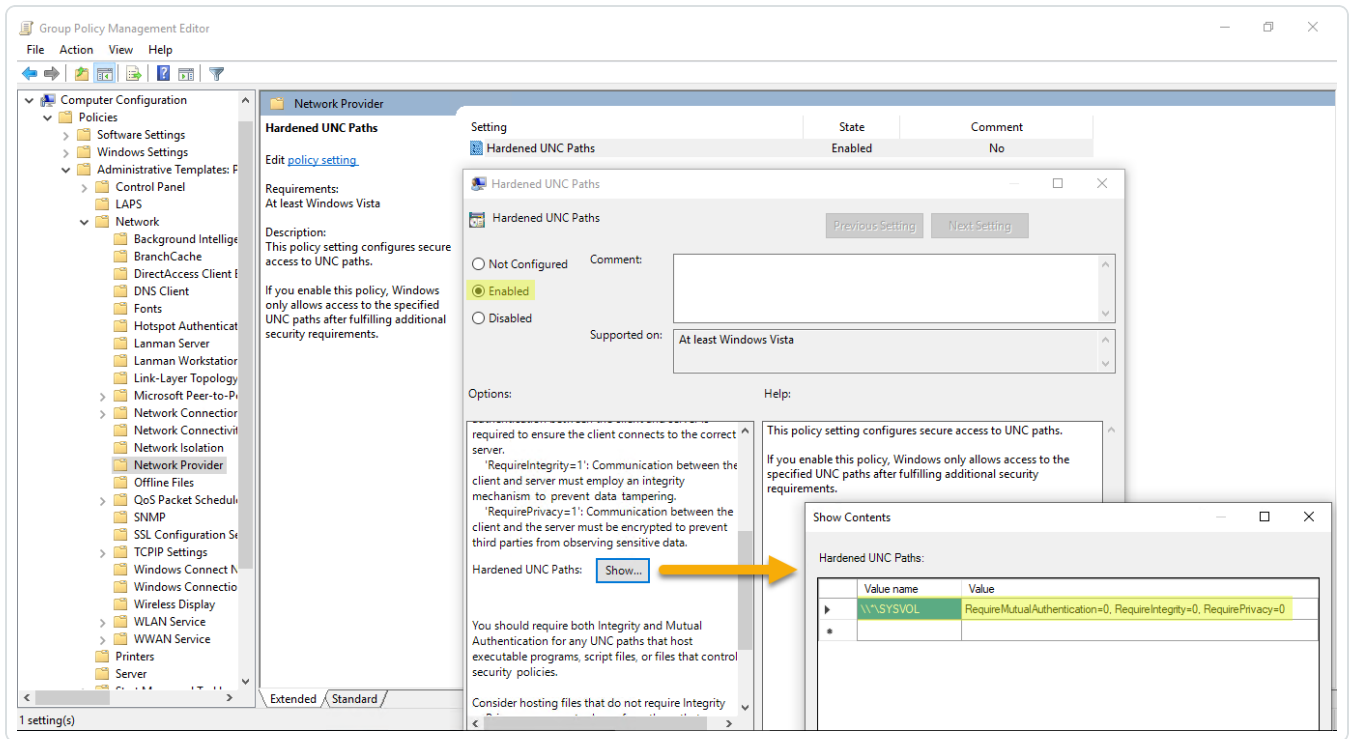 Group Policy Management Editor
File Action View Help
Computer Configuration
Policies
Software Settings
Windows Settings
Administrative Templates: P
Control Panel
LAPS
Network
Background Intellige
BranchCache
DirectAccess Client E
DNS Client
Fonts
Hotspot Authenticat
Lanman Server
Lanman Workstation
Link-Layer Topology
Microsoft Peer-to-Pe
Network Connection
Network Connectivit
Network Isolation
Network Provider
Offline Files
QoS Packet Schedule
SNMP
SSL Configuration Se
TCPIP Settings
Windows Connect N
Windows Connectio
Wireless Display
WLAN Service
WWAN Service
Printers
Server
1 setting(s)
Network Provider
Hardened UNC Paths
Edit policy setting
Requirements:
At least Windows Vista
Description:
This policy setting configures secure
access to UNC paths.
If you enable this policy, Windows
only allows access to the specified
UNC paths after fulfilling additional
security requirements.
Extended Standard
Setting State Comment
Hardened UNC Paths Enabled No
Hardened UNC Paths
Hardened UNC Paths
Previous Setting Next Setting
Not Configured Comment:
Enabled
Disabled
Supported on: At least Windows Vista
Options: Help:
required to ensure the client connects to the correct
server.
'RequireIntegrity=1': Communication between the
client and server must employ an integrity
mechanism to prevent data tampering.
'RequirePrivacy=1': Communication between the
client and the server must be encrypted to prevent
third parties from observing sensitive data.
Hardened UNC Paths: Show...
You should require both Integrity and Mutual
Authentication for any UNC paths that host
executable programs, script files, or files that control
security policies.
Consider hosting files that do not require Integrity
This policy setting configures secure access to UNC paths.
If you enable this policy, Windows only allows access to the
specified UNC paths after fulfilling additional security
requirements.
Show Contents
Hardened UNC Paths:
Value name Value
\\*\SYSVOL RequireMutualAuthentication=0, RequireIntegrity=0, RequirePrivacy=0